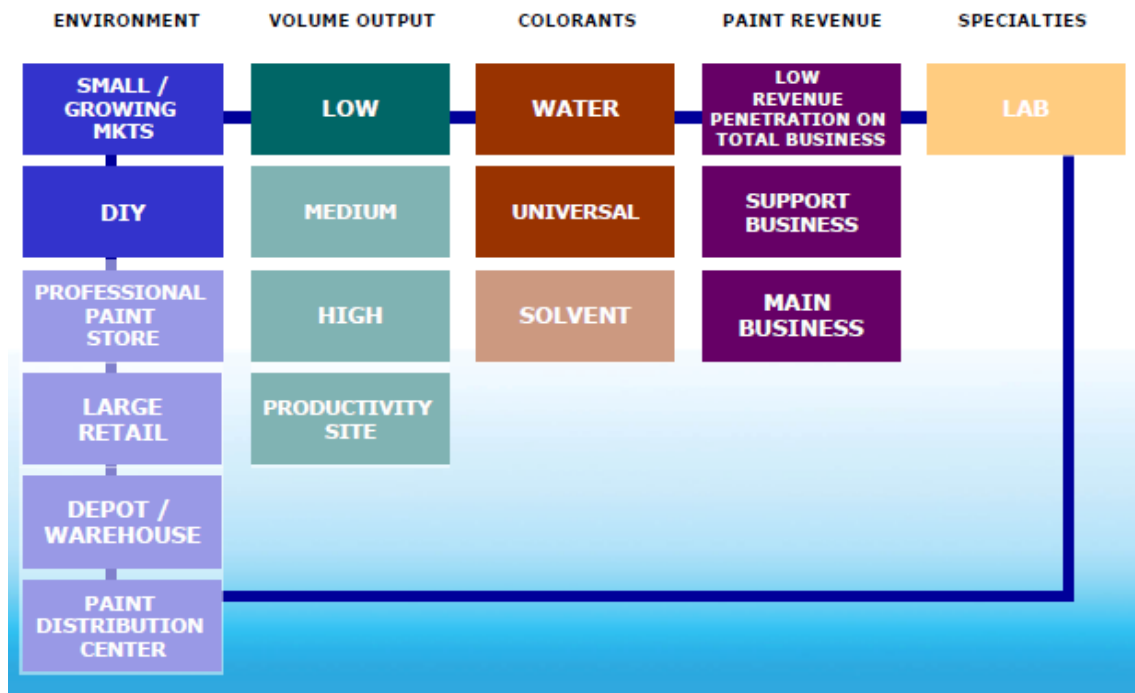 ENVIRONMENT
VOLUME OUTPUT
COLORANTS
PAINT REVENUE
SPECIALTIES
SMALL /
GROWING
MKTS
LOW
WATER
LOW
REVENUE
PENETRATION ON
TOTAL BUSINESS
LAB
DIY
MEDIUM
UNIVERSAL
SUPPORT
BUSINESS
PROFESSIONAL
PAINT
STORE
HIGH
SOLVENT
MAIN
BUSINESS
LARGE
RETAIL
PRODUCTIVITY
SITE
DEPOT /
WAREHOUSE
PAINT
DISTRIBUTION
CENTER